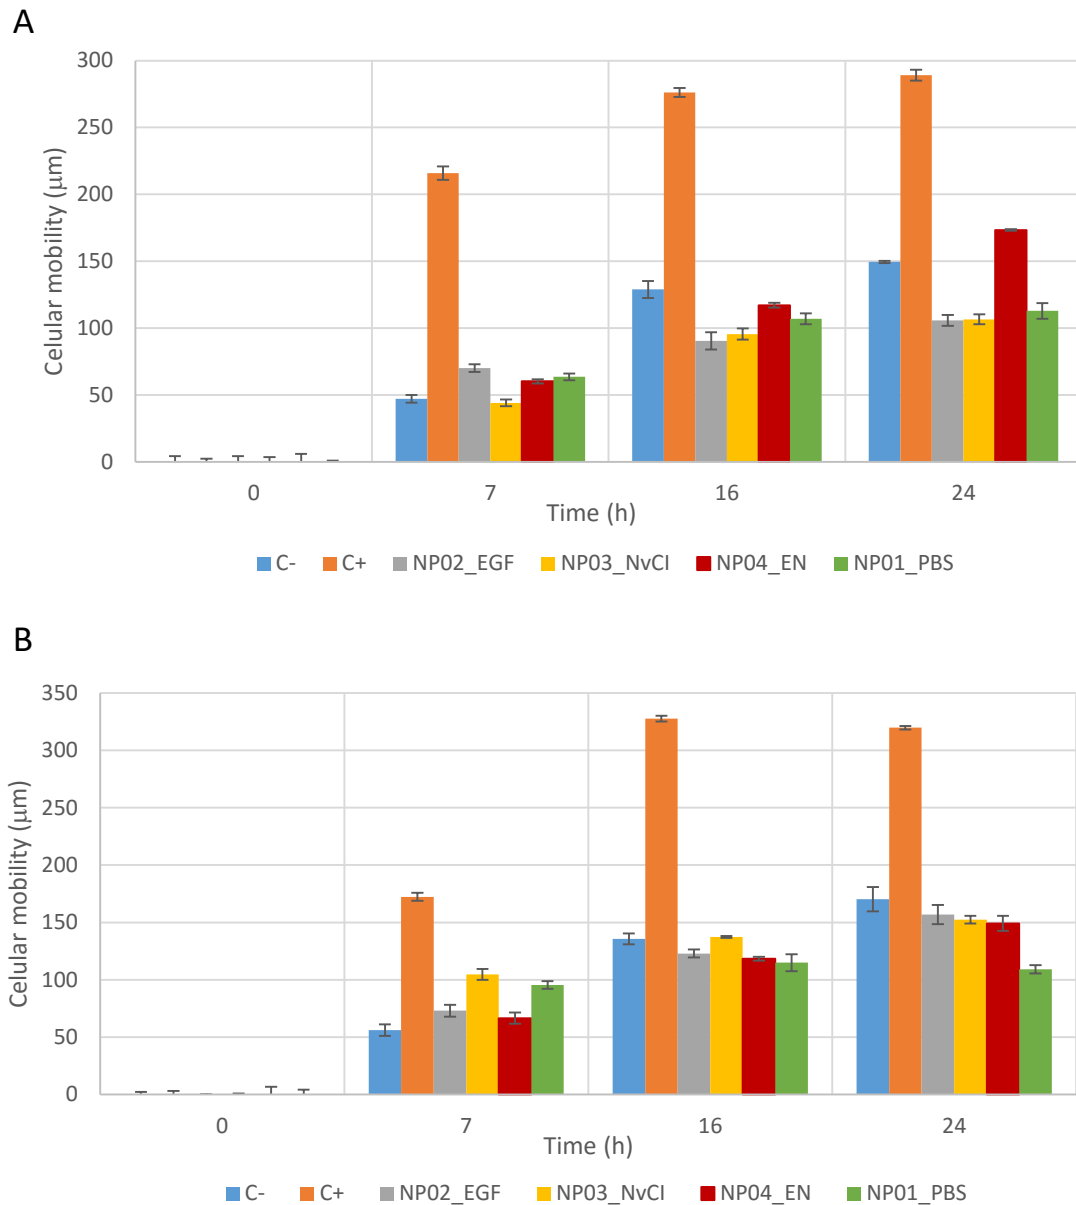 A
300
250
200
150
100
50
0
Celular mobility (µm)
0 7 16 24
Time (h)
C- C+ NP02_EGF NP03_NvCI NP04_EN NP01_PBS
B
350
300
250
200
150
100
50
0
Celular mobility (µm)
0 7 16 24
Time (h)
C- C+ NP02_EGF NP03_NvCI NP04_EN NP01_PBS